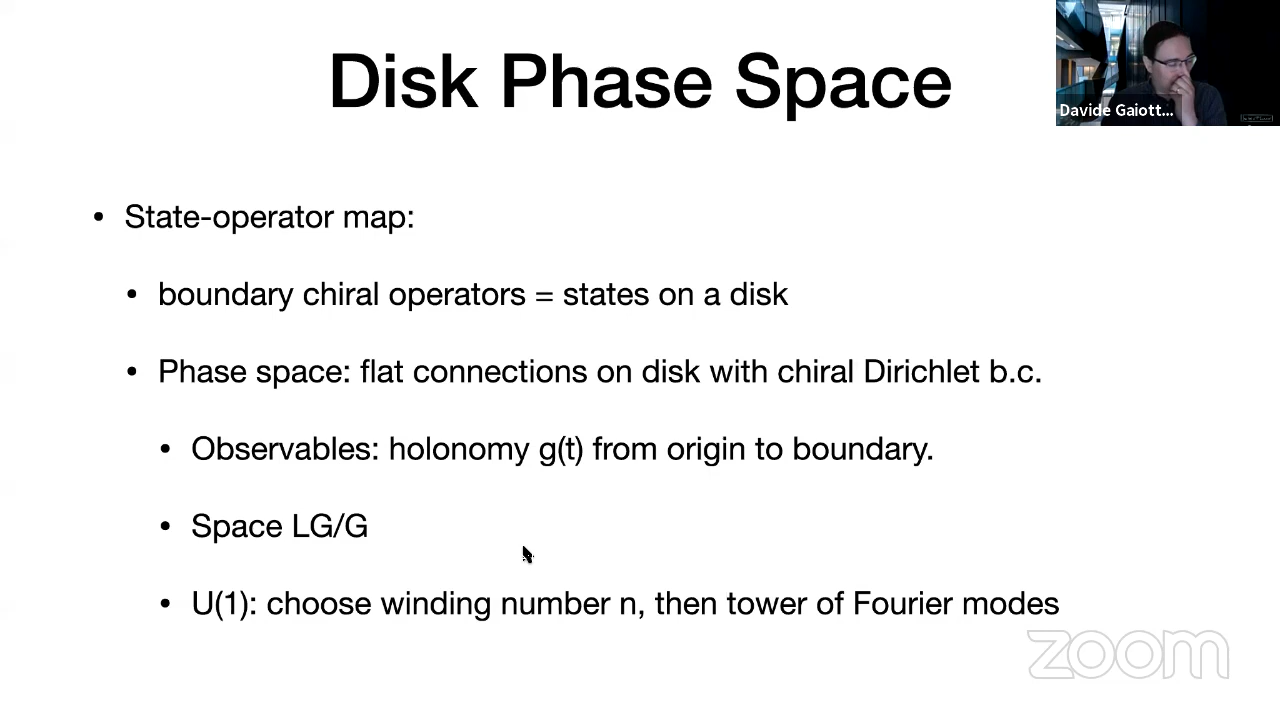 Disk Phase Space
Davide Gaiott...
• State-operator map:
• boundary chiral operators = states on a disk
• Phase space: flat connections on disk with chiral Dirichlet b.c.
• Observables: holonomy g(t) from origin to boundary.
• Space LG/G
• U(1): choose winding number n, then tower of Fourier modes
zoom